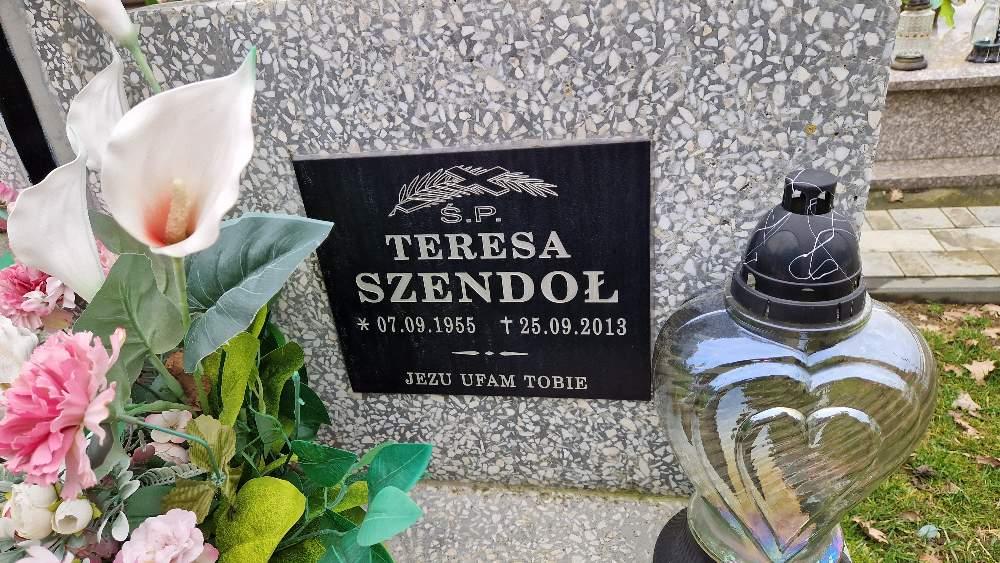 Ś.P.
TERESA
SZENDOŁ
* 07.09.1955 † 25.09.2013
JEZU UFAM TOBIE